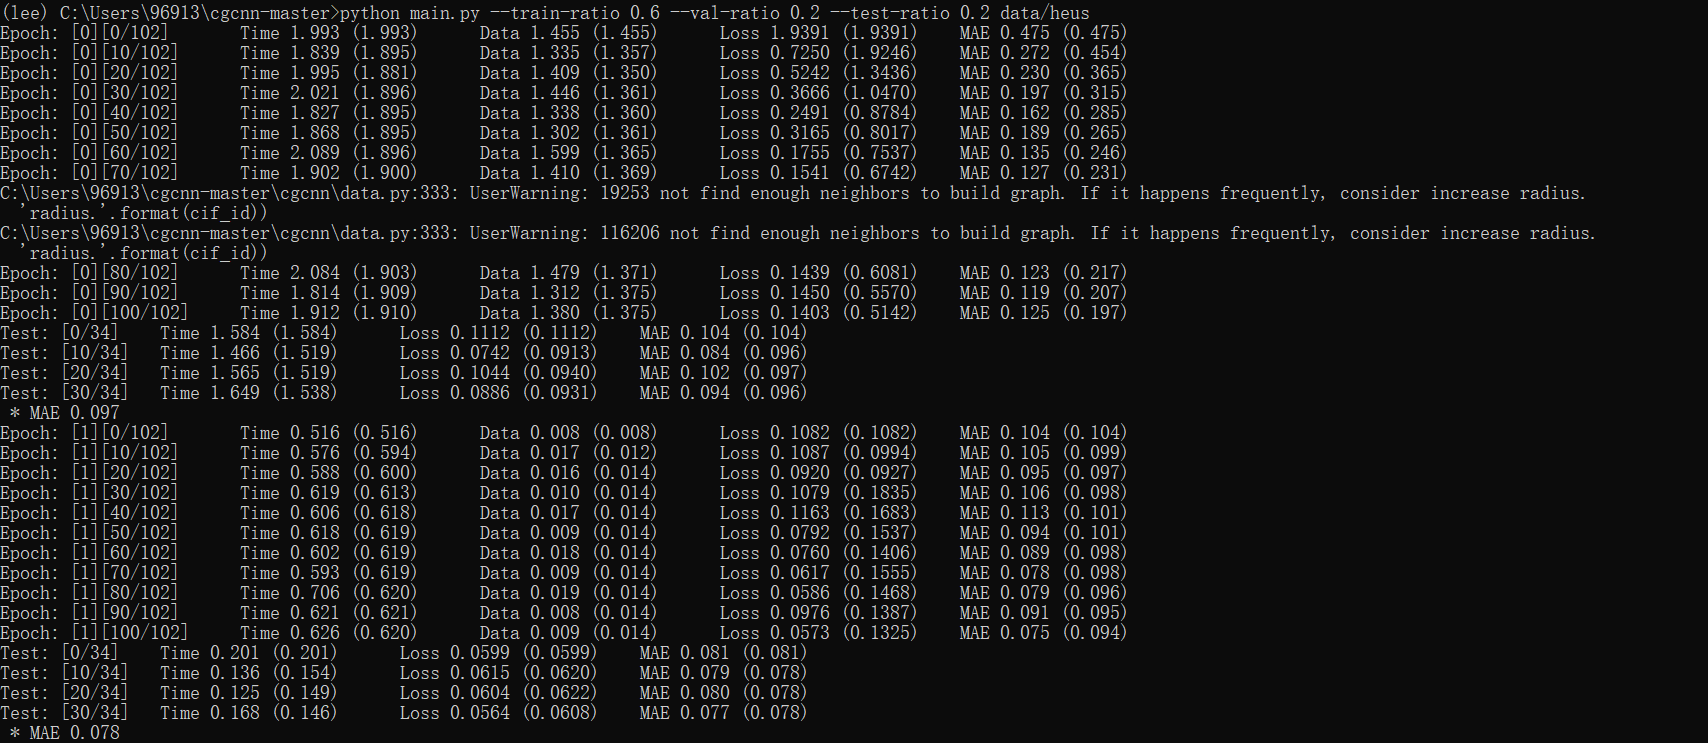 (lee) C:\Users\96913\cgcnn-master>python main.py --train-ratio 0.6 --val-ratio 0.2 --test-ratio 0.2 data/heus
Epoch: [0][0/102] Time 1.993 (1.993) Data 1.455 (1.455) Loss 1.9391 (1.9391) MAE 0.475 (0.475)
Epoch: [0][10/102] Time 1.839 (1.895) Data 1.335 (1.357) Loss 0.7250 (1.9246) MAE 0.272 (0.454)
Epoch: [0][20/102] Time 1.995 (1.881) Data 1.409 (1.350) Loss 0.5242 (1.3436) MAE 0.230 (0.365)
Epoch: [0][30/102] Time 2.021 (1.896) Data 1.446 (1.361) Loss 0.3666 (1.0470) MAE 0.197 (0.315)
Epoch: [0][40/102] Time 1.827 (1.895) Data 1.338 (1.360) Loss 0.2491 (0.8784) MAE 0.162 (0.285)
Epoch: [0][50/102] Time 1.868 (1.895) Data 1.302 (1.361) Loss 0.3165 (0.8017) MAE 0.189 (0.265)
Epoch: [0][60/102] Time 2.089 (1.896) Data 1.599 (1.365) Loss 0.1755 (0.7537) MAE 0.135 (0.246)
Epoch: [0][70/102] Time 1.902 (1.900) Data 1.410 (1.369) Loss 0.1541 (0.6742) MAE 0.127 (0.231)
C:\Users\96913\cgcnn-master\cgcnn\data.py:333: UserWarning: 19253 not find enough neighbors to build graph. If it happens frequently, consider increase radius.
'radius.'.format(cif_id))
C:\Users\96913\cgcnn-master\cgcnn\data.py:333: UserWarning: 116206 not find enough neighbors to build graph. If it happens frequently, consider increase radius.
'radius.'.format(cif_id))
Epoch: [0][80/102] Time 2.084 (1.903) Data 1.479 (1.371) Loss 0.1439 (0.6081) MAE 0.123 (0.217)
Epoch: [0][90/102] Time 1.814 (1.909) Data 1.312 (1.375) Loss 0.1450 (0.5570) MAE 0.119 (0.207)
Epoch: [0][100/102] Time 1.912 (1.910) Data 1.380 (1.375) Loss 0.1403 (0.5142) MAE 0.125 (0.197)
Test: [0/34] Time 1.584 (1.584) Loss 0.1112 (0.1112) MAE 0.104 (0.104)
Test: [10/34] Time 1.466 (1.519) Loss 0.0742 (0.0913) MAE 0.084 (0.096)
Test: [20/34] Time 1.565 (1.519) Loss 0.1044 (0.0940) MAE 0.102 (0.097)
Test: [30/34] Time 1.649 (1.538) Loss 0.0886 (0.0931) MAE 0.094 (0.096)
* MAE 0.097
Epoch: [1][0/102] Time 0.516 (0.516) Data 0.008 (0.008) Loss 0.1082 (0.1082) MAE 0.104 (0.104)
Epoch: [1][10/102] Time 0.576 (0.594) Data 0.017 (0.012) Loss 0.1087 (0.0994) MAE 0.105 (0.099)
Epoch: [1][20/102] Time 0.588 (0.600) Data 0.016 (0.014) Loss 0.0920 (0.0927) MAE 0.095 (0.097)
Epoch: [1][30/102] Time 0.619 (0.613) Data 0.010 (0.014) Loss 0.1079 (0.1835) MAE 0.106 (0.098)
Epoch: [1][40/102] Time 0.606 (0.618) Data 0.017 (0.014) Loss 0.1163 (0.1683) MAE 0.113 (0.101)
Epoch: [1][50/102] Time 0.618 (0.619) Data 0.009 (0.014) Loss 0.0792 (0.1537) MAE 0.094 (0.101)
Epoch: [1][60/102] Time 0.602 (0.619) Data 0.018 (0.014) Loss 0.0760 (0.1406) MAE 0.089 (0.098)
Epoch: [1][70/102] Time 0.593 (0.619) Data 0.009 (0.014) Loss 0.0617 (0.1555) MAE 0.078 (0.098)
Epoch: [1][80/102] Time 0.706 (0.620) Data 0.019 (0.014) Loss 0.0586 (0.1468) MAE 0.079 (0.096)
Epoch: [1][90/102] Time 0.621 (0.621) Data 0.008 (0.014) Loss 0.0976 (0.1387) MAE 0.091 (0.095)
Epoch: [1][100/102] Time 0.626 (0.620) Data 0.009 (0.014) Loss 0.0573 (0.1325) MAE 0.075 (0.094)
Test: [0/34] Time 0.201 (0.201) Loss 0.0599 (0.0599) MAE 0.081 (0.081)
Test: [10/34] Time 0.136 (0.154) Loss 0.0615 (0.0620) MAE 0.079 (0.078)
Test: [20/34] Time 0.125 (0.149) Loss 0.0604 (0.0622) MAE 0.080 (0.078)
Test: [30/34] Time 0.168 (0.146) Loss 0.0564 (0.0608) MAE 0.077 (0.078)
* MAE 0.078